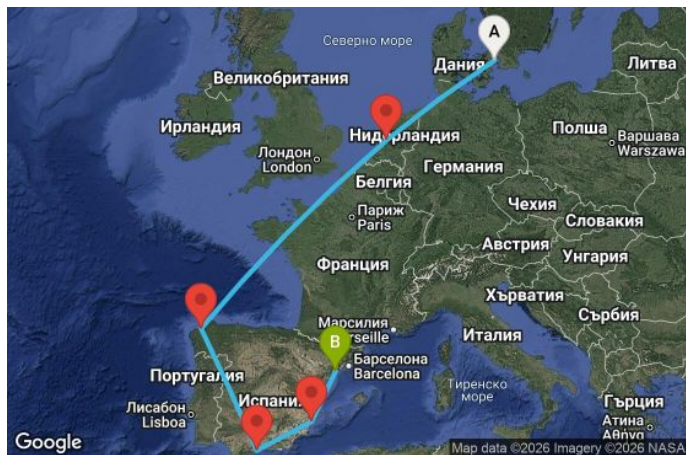 A
Северно море
Дания
Литва
Великобритания
Ирландия
Нидерландия
Полша
Варшава
Warszawa
Лондон
London
Белгия
Германия
Париж
Paris
Чехия
Словакия
Австрия
Унгария
Франция
Хърватия
Сърбия
Марсилия
Италия
B
Барселона
Barcelona
Португалия
Тиренско
море
Гърция
Лисабон
Lisboa
Атина
Αθήνα
Google
Map data ©2026 Imagery ©2026 NASA